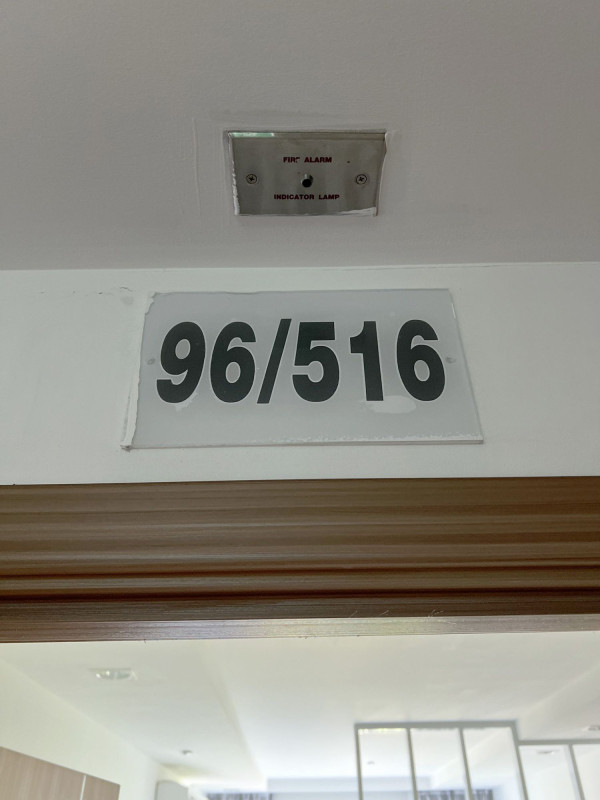 FIRE ALARM
INDICATOR LAMP
96/516